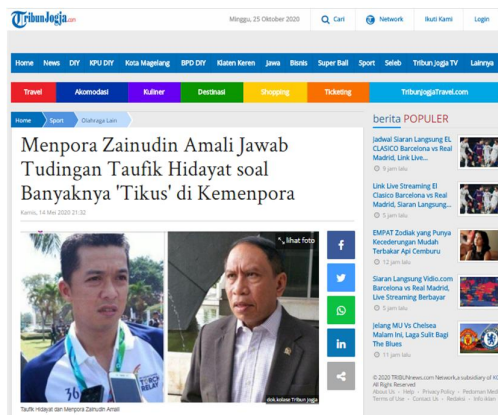 TribunJogja.com
Minggu, 25 Oktober 2020
Cari
Network
Ikuti Kami
Login
Home News DIY KPU DIY Kota Magelang BPD DIY Klaten Keren Jawa Bisnis Super Ball Sport Seleb Tribun Jogja TV Lainnya
Travel Akomodasi Kuliner Destinasi Shopping Ticketing TribunjogjaTravel.com
Home Sport Olahraga Lain
Menpora Zainudin Amali Jawab
Tudingan Taufik Hidayat soal
Banyaknya 'Tikus' di Kemenpora
Kamis, 14 Mei 2020 21:32
lihat foto
36
dok.kolase Tribun jogja
Taufik Hidayat dan Menpora Zainudin Amali
berita POPULER
Jadwal Siaran Langsung EL
CLASICO Barcelona vs Real
Madrid, Link Live...
9 jam lalu
Link Live Streaming El
Clasico Barcelona vs Real
Madrid, Siaran Langsung...
5 jam lalu
EMPAT Zodiak yang Punya
Kecederungan Mudah
Terbakar Api Cemburu
12 jam lalu
Siaran Langsung Vidio.com
Barcelona vs Real Madrid,
Live Streaming Berbayar
5 jam lalu
Jelang MU Vs Chelsea
Malam Ini, Laga Sulit Bagi
The Blues
11 jam lalu
© 2020 TRIBUNnews.com Network,a subsidiary of KG
All Right Reserved
About Us Help Privacy Policy Pedoman Med
Terms of Use Contact Us Redaksi Info iklan